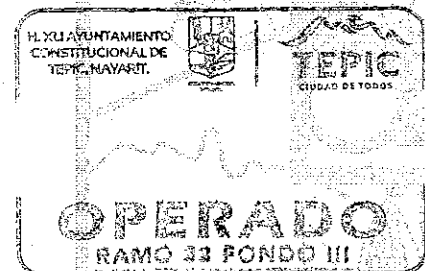 H. XLI AYUNTAMIENTO
CONSTITUCIONAL DE
TEPIC, NAYARIT.
TEPIC
CIUDAD DE TODOS
OPERADO
RAMO 33 FONDO III